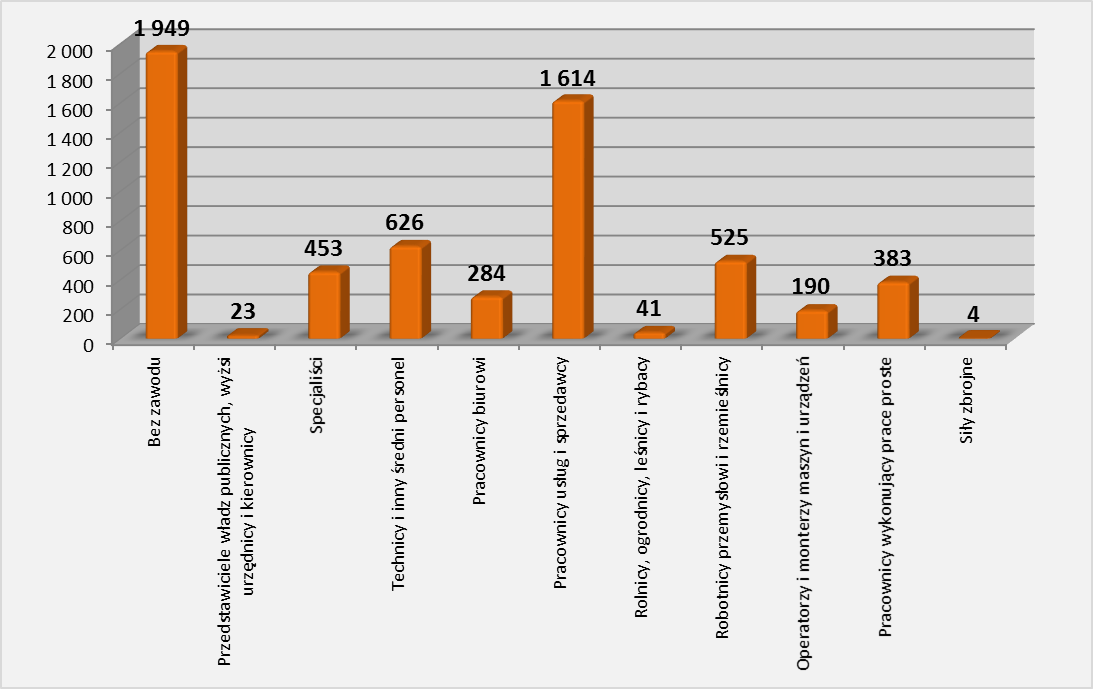 1 949
2 000
1 800
1 600
1 400
1 200
1 000
800
600
400
200
0
23
453
626
284
1 614
41
525
190
383
4
Bez zawodu
Przedstawiciele władz publicznych, wyżsi
urzędnicy i kierownicy
Specjaliści
Technicy i inny średni personel
Pracownicy biurowi
Pracownicy usług i sprzedawcy
Rolnicy, ogrodnicy, leśnicy i rybacy
Robotnicy przemysłowi i rzemieślnicy
Operatorzy i monterzy maszyn i urządzeń
Pracownicy wykonujący prace proste
Siły zbrojne